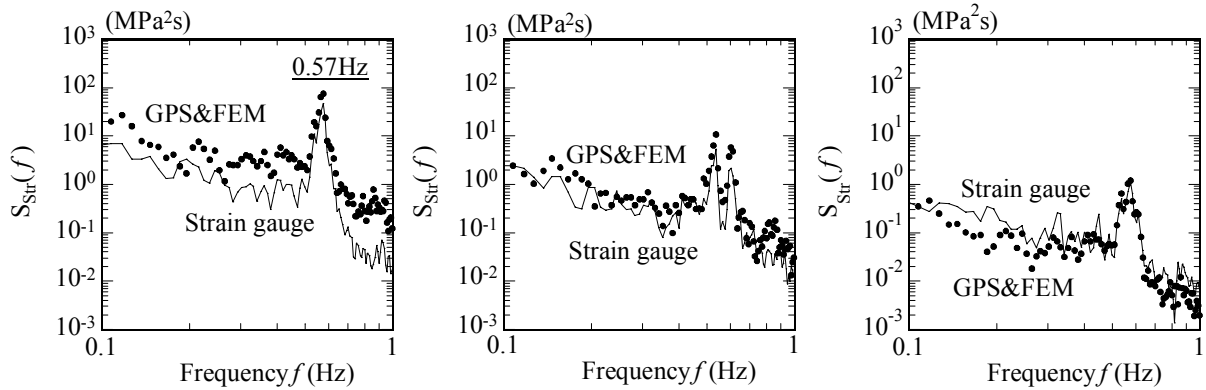 (MPa²s)
10³
10²
10¹
10⁰
10⁻¹
10⁻²
10⁻³
S_Str(f)
0.57Hz
GPS&FEM
Strain gauge
0.1
1
Frequency f (Hz)
(MPa²s)
10³
10²
10¹
10⁰
10⁻¹
10⁻²
10⁻³
S_Str(f)
GPS&FEM
Strain gauge
0.1
1
Frequency f (Hz)
(MPa²s)
10³
10²
10¹
10⁰
10⁻¹
10⁻²
10⁻³
S_Str(f)
Strain gauge
GPS&FEM
0.1
1
Frequency f (Hz)